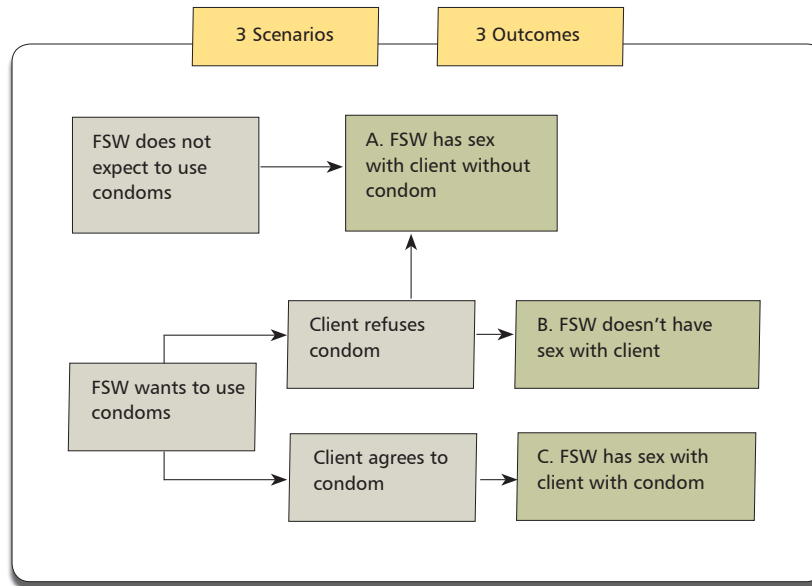 3 Scenarios
3 Outcomes
FSW does not
expect to use
condoms
A. FSW has sex
with client without
condom
Client refuses
condom
B. FSW doesn’t have
sex with client
FSW wants to use
condoms
Client agrees to
condom
C. FSW has sex with
client with condom